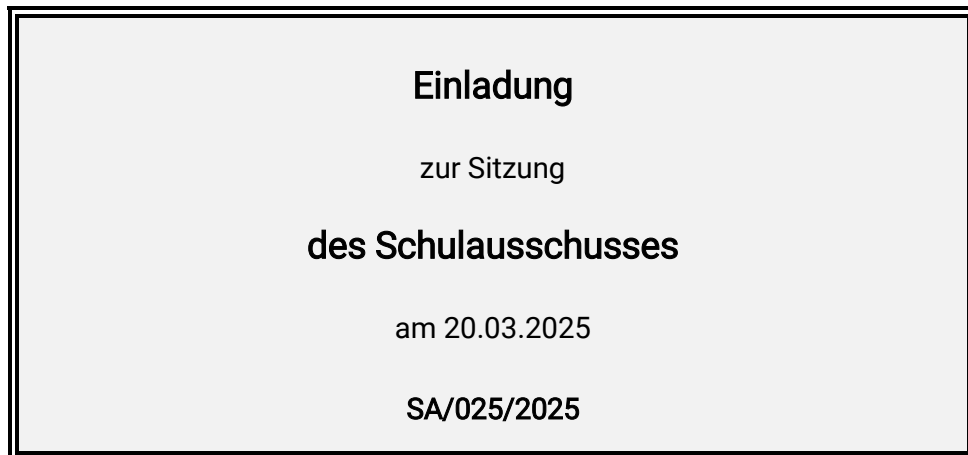 Einladung
zur Sitzung
des Schulausschusses
am 20.03.2025
SA/025/2025